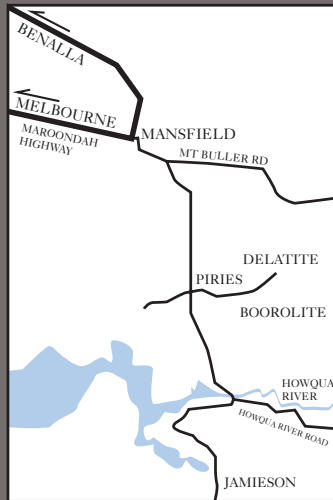 BENALLA
MELBOURNE
MAROONDAH
HIGHWAY
MANSFIELD
MT BULLER RD
DELATITE
PIRIES
BOOROLITE
HOWQUA
RIVER
HOWQUA RIVER ROAD
JAMIESON